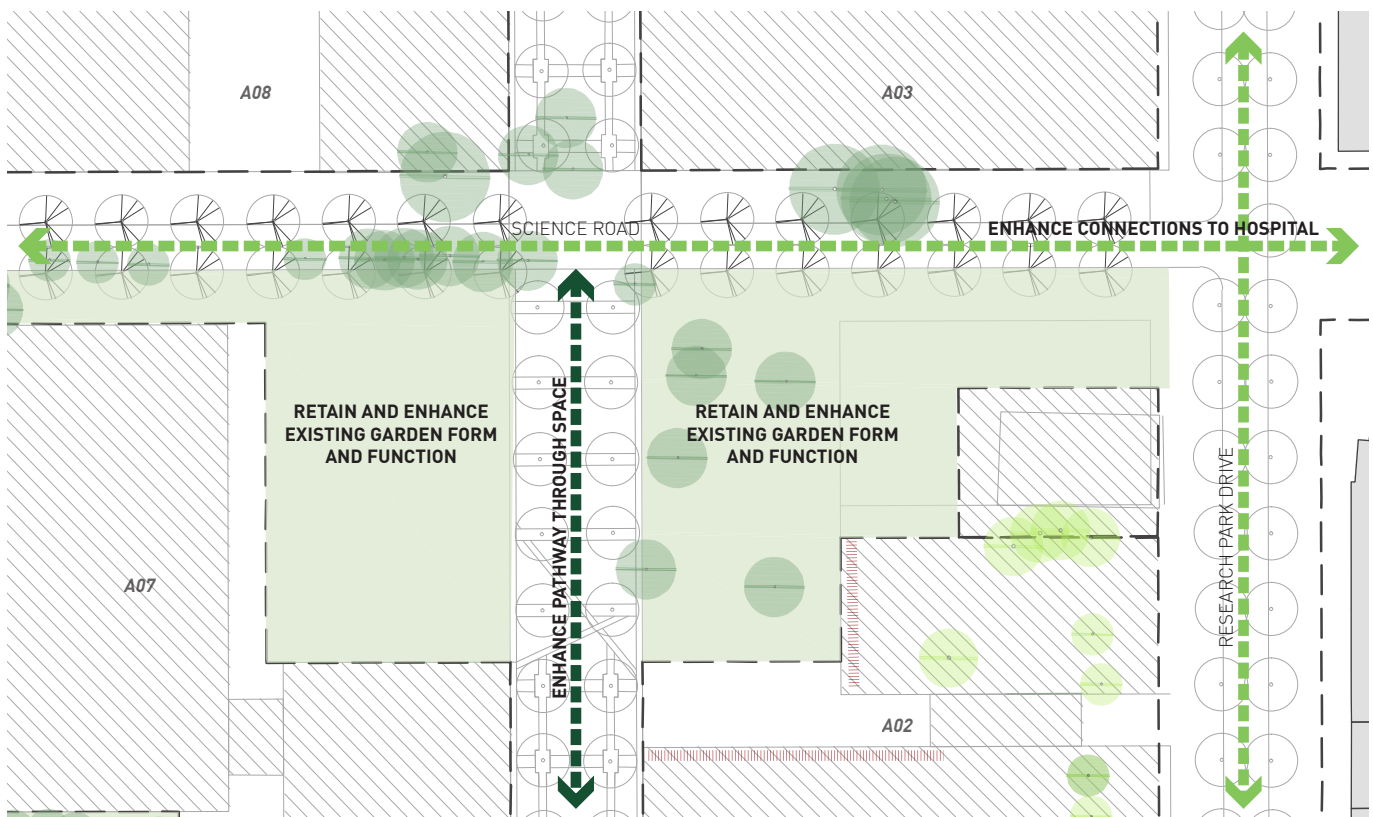 A08
A03
SCIENCE ROAD
ENHANCE CONNECTIONS TO HOSPITAL
RETAIN AND ENHANCE
EXISTING GARDEN FORM
AND FUNCTION
ENHANCE PATHWAY THROUGH SPACE
RETAIN AND ENHANCE
EXISTING GARDEN FORM
AND FUNCTION
RESEARCH PARK DRIVE
A07
A02